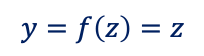 y = f(z) = z